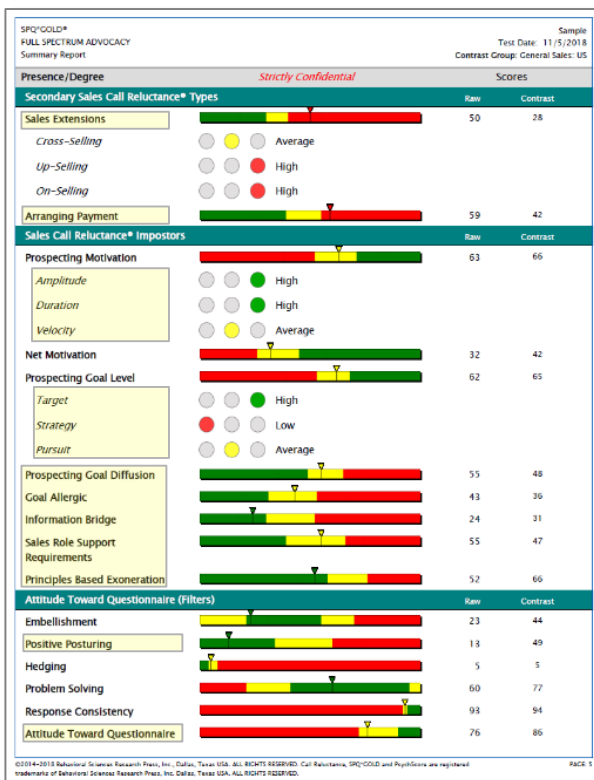 SPQ*GOLD®
Sample
FULL SPECTRUM ADVOCACY
Test Date: 11/5/2018
Summary Report
Contrast Group: General Sales: US
Presence/Degree Strictly Confidential Scores
Secondary Sales Call Reluctance® Types Raw Contrast
Sales Extensions 50 28
Cross-Selling Average
Up-Selling High
On-Selling High
Arranging Payment 59 42
Sales Call Reluctance® Impostors Raw Contrast
Prospecting Motivation 63 66
Amplitude High
Duration High
Velocity Average
Net Motivation 32 42
Prospecting Goal Level 62 65
Target High
Strategy Low
Pursuit Average
Prospecting Goal Diffusion 55 48
Goal Allergic 43 36
Information Bridge 24 31
Sales Role Support 55 47
Requirements
Principles Based Exoneration 52 66
Attitude Toward Questionnaire (Filters) Raw Contrast
Embellishment 23 44
Positive Posturing 13 49
Hedging 5 5
Problem Solving 60 77
Response Consistency 93 94
Attitude Toward Questionnaire 76 86
©2014-2018 Behavioral Sciences Research Press, Inc., Dallas, Texas USA. ALL RIGHTS RESERVED. Call Reluctance, SPQ*GOLD and PsychScore are registered PAGE 5
trademarks of Behavioral Sciences Research Press, Inc. Dallas, Texas USA. ALL RIGHTS RESERVED.